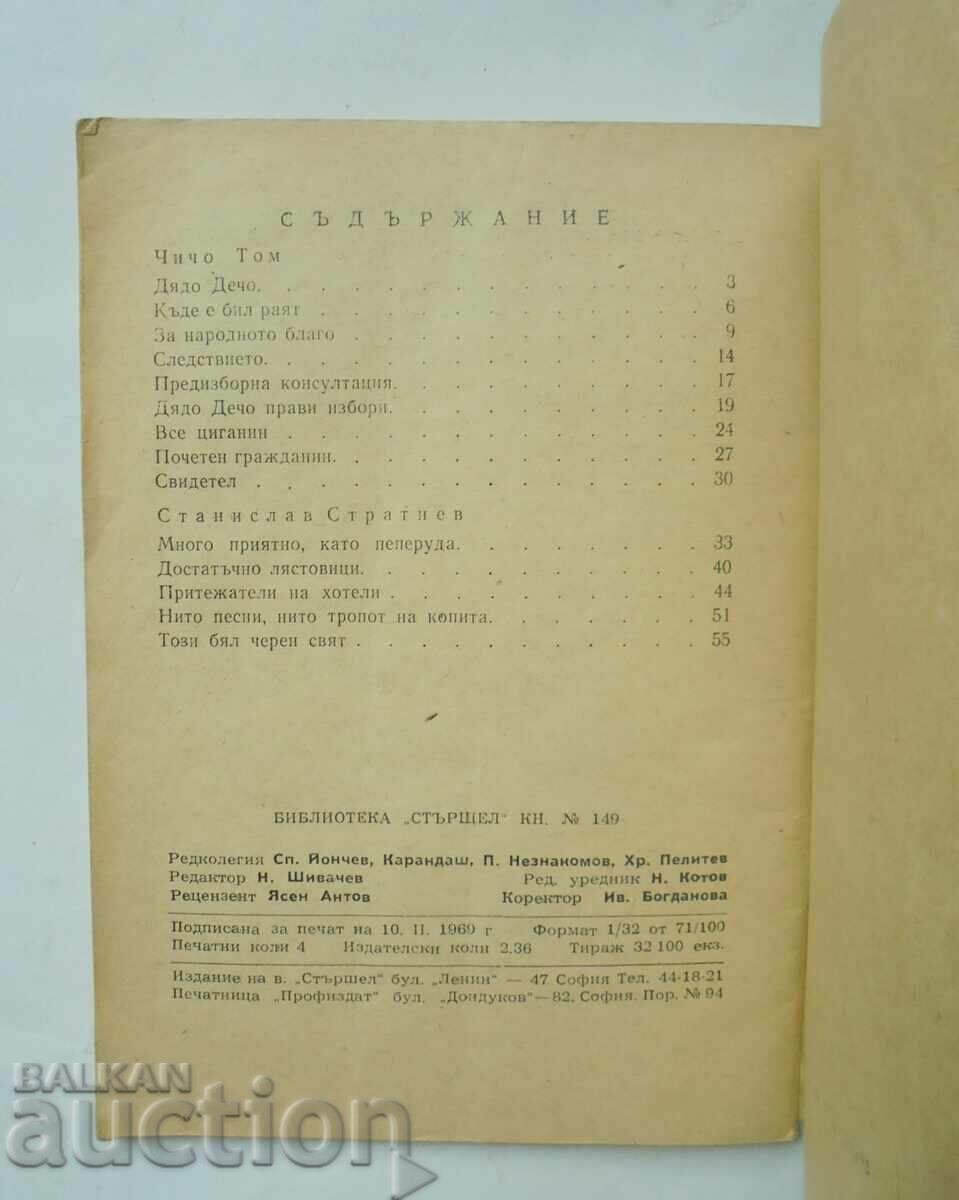 СЪДЪРЖАНИЕ
Чичо Том
Дядо Дечо. . . . . . . . . . . . . 3
Къде е бил раят . . . . . . . . . . . 6
За народното благо . . . . . . . . . . 9
Следствието. . . . . . . . . . . . . 14
Предизборна консултация. . . . . . . . . 17
Дядо Дечо прави избори. . . . . . . . . 19
Все циганин . . . . . . . . . . . . 24
Почетен гражданин. . . . . . . . . . . 27
Свидетел . . . . . . . . . . . . . 30
Станислав Стратиев
Много приятно, като пеперуда. . . . . . . 33
Достатъчно лястовици. . . . . . . . . . 40
Притежатели на хотели . . . . . . . . . 44
Нито песни, нито тропот на копита. . . . . . 51
Този бял черен свят . . . . . . . . . . 55
БИБЛИОТЕКА „СТЪРШЕЛ“ КН. № 149
Редколегия Сп. Йончев, Карандаш, П. Незнакомов, Хр. Пелитев
Редактор Н. Шивачев Ред. уредник Н. Котов
Рецензент Ясен Антов Коректор Ив. Богданова
Подписана за печат на 10. II. 1969 г Формат 1/32 от 71/100
Печатни коли 4 Издателски коли 2.36 Тираж 32 100 екз.
Издание на в. „Стършел“ бул. „Ленин“ — 47 София Тел. 44-18-21
Печатница „Профиздат“ бул. „Дондуков“—82. София. Пор. № 94
BALKAN
auction